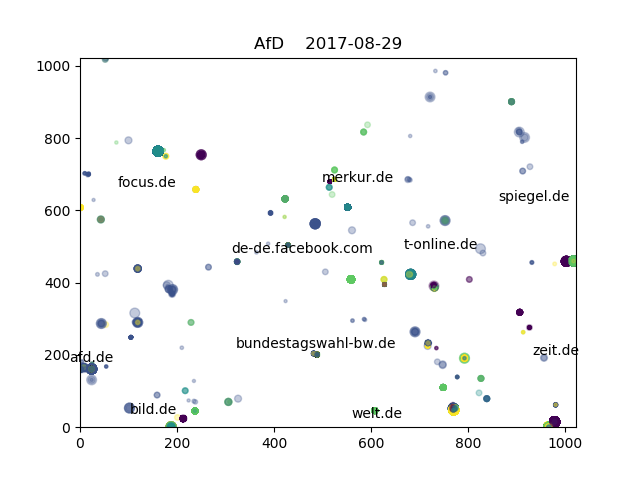 AfD    2017-08-29
1000
800
focus.de
merkur.de
spiegel.de
600
de-de.facebook.com
t-online.de
400
bundestagswahl-bw.de
zeit.de
200
afd.de
bild.de
welt.de
0
0 200 400 600 800 1000